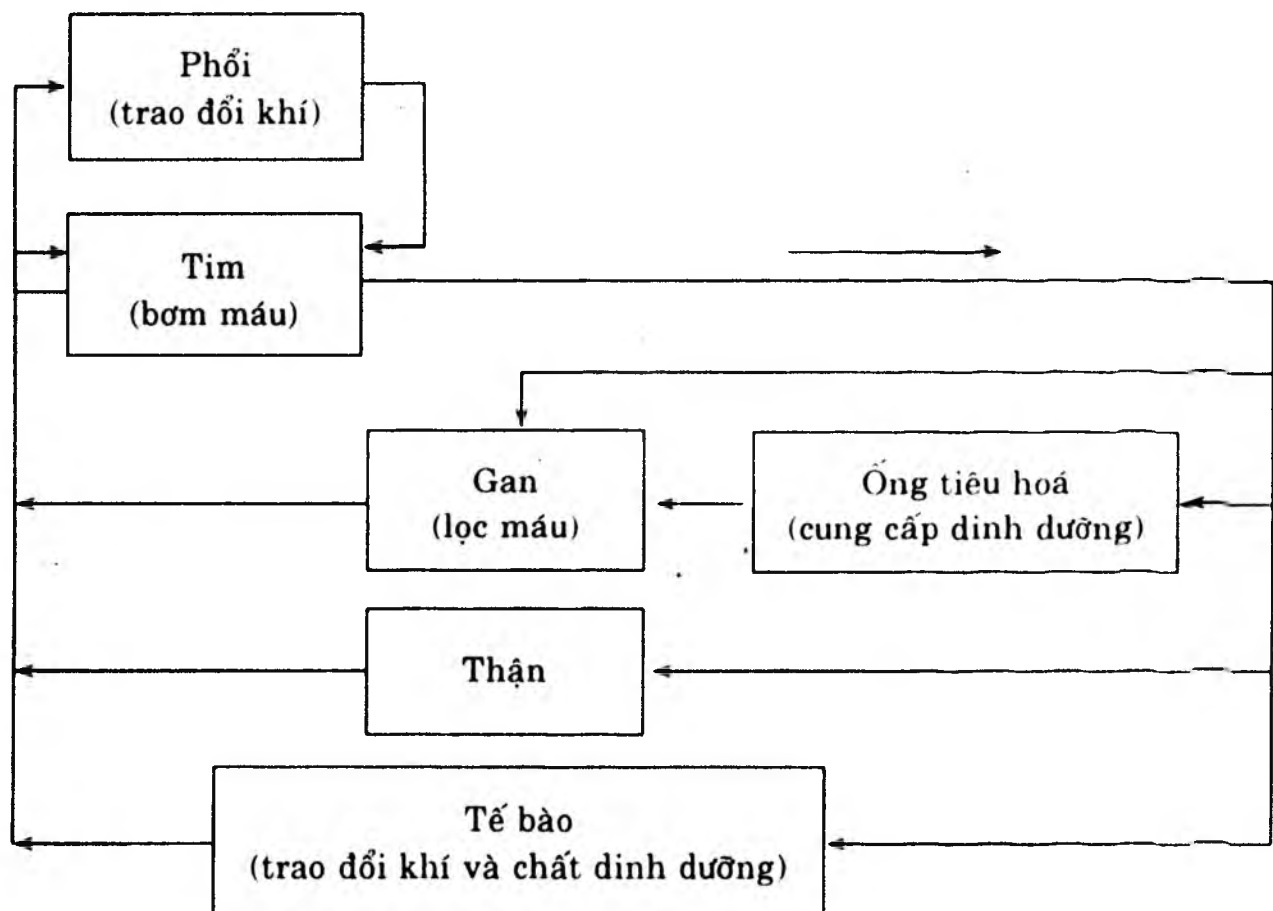 Phổi
(trao đổi khí)
Tim
(bơm máu)
Gan
(lọc máu)
Ống tiêu hoá
(cung cấp dinh dưỡng)
Thận
Tế bào
(trao đổi khí và chất dinh dưỡng)